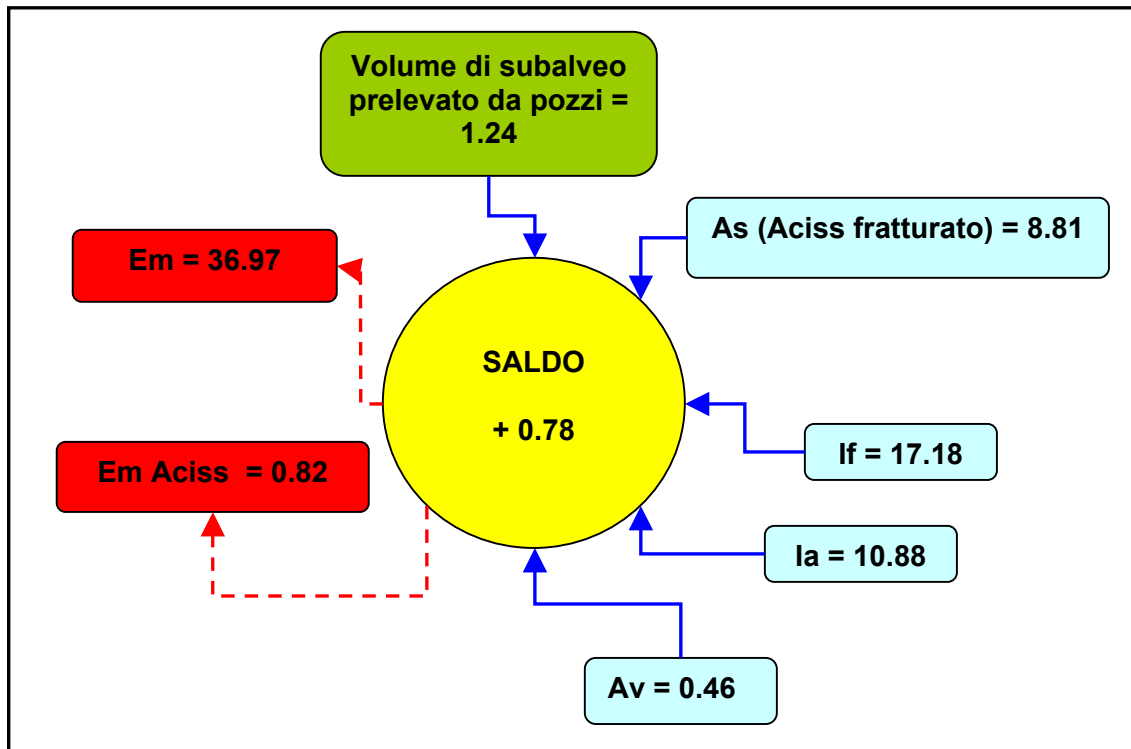 Volume di subalveo
prelevato da pozzi =
1.24
As (Aciss fratturato) = 8.81
Em = 36.97
SALDO
+ 0.78
If = 17.18
Em Aciss = 0.82
Ia = 10.88
Av = 0.46